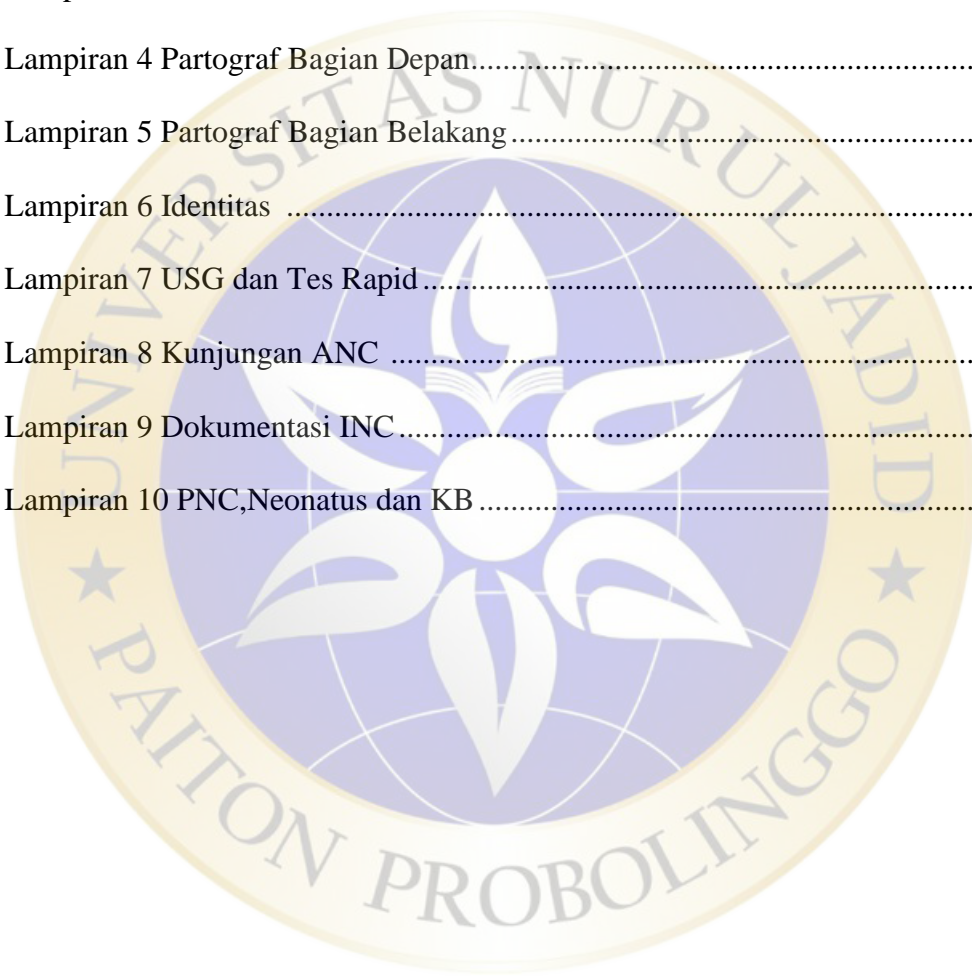 Lampiran 4 Partograf Bagian Depan..........................................................
Lampiran 5 Partograf Bagian Belakang......................................................
Lampiran 6 Identitas ................................................................................
Lampiran 7 USG dan Tes Rapid................................................................
Lampiran 8 Kunjungan ANC ....................................................................
Lampiran 9 Dokumentasi INC...................................................................
Lampiran 10 PNC,Neonatus dan KB..........................................................
UNIVERSITAS NURUL JADID
PAITON PROBOLINGGO